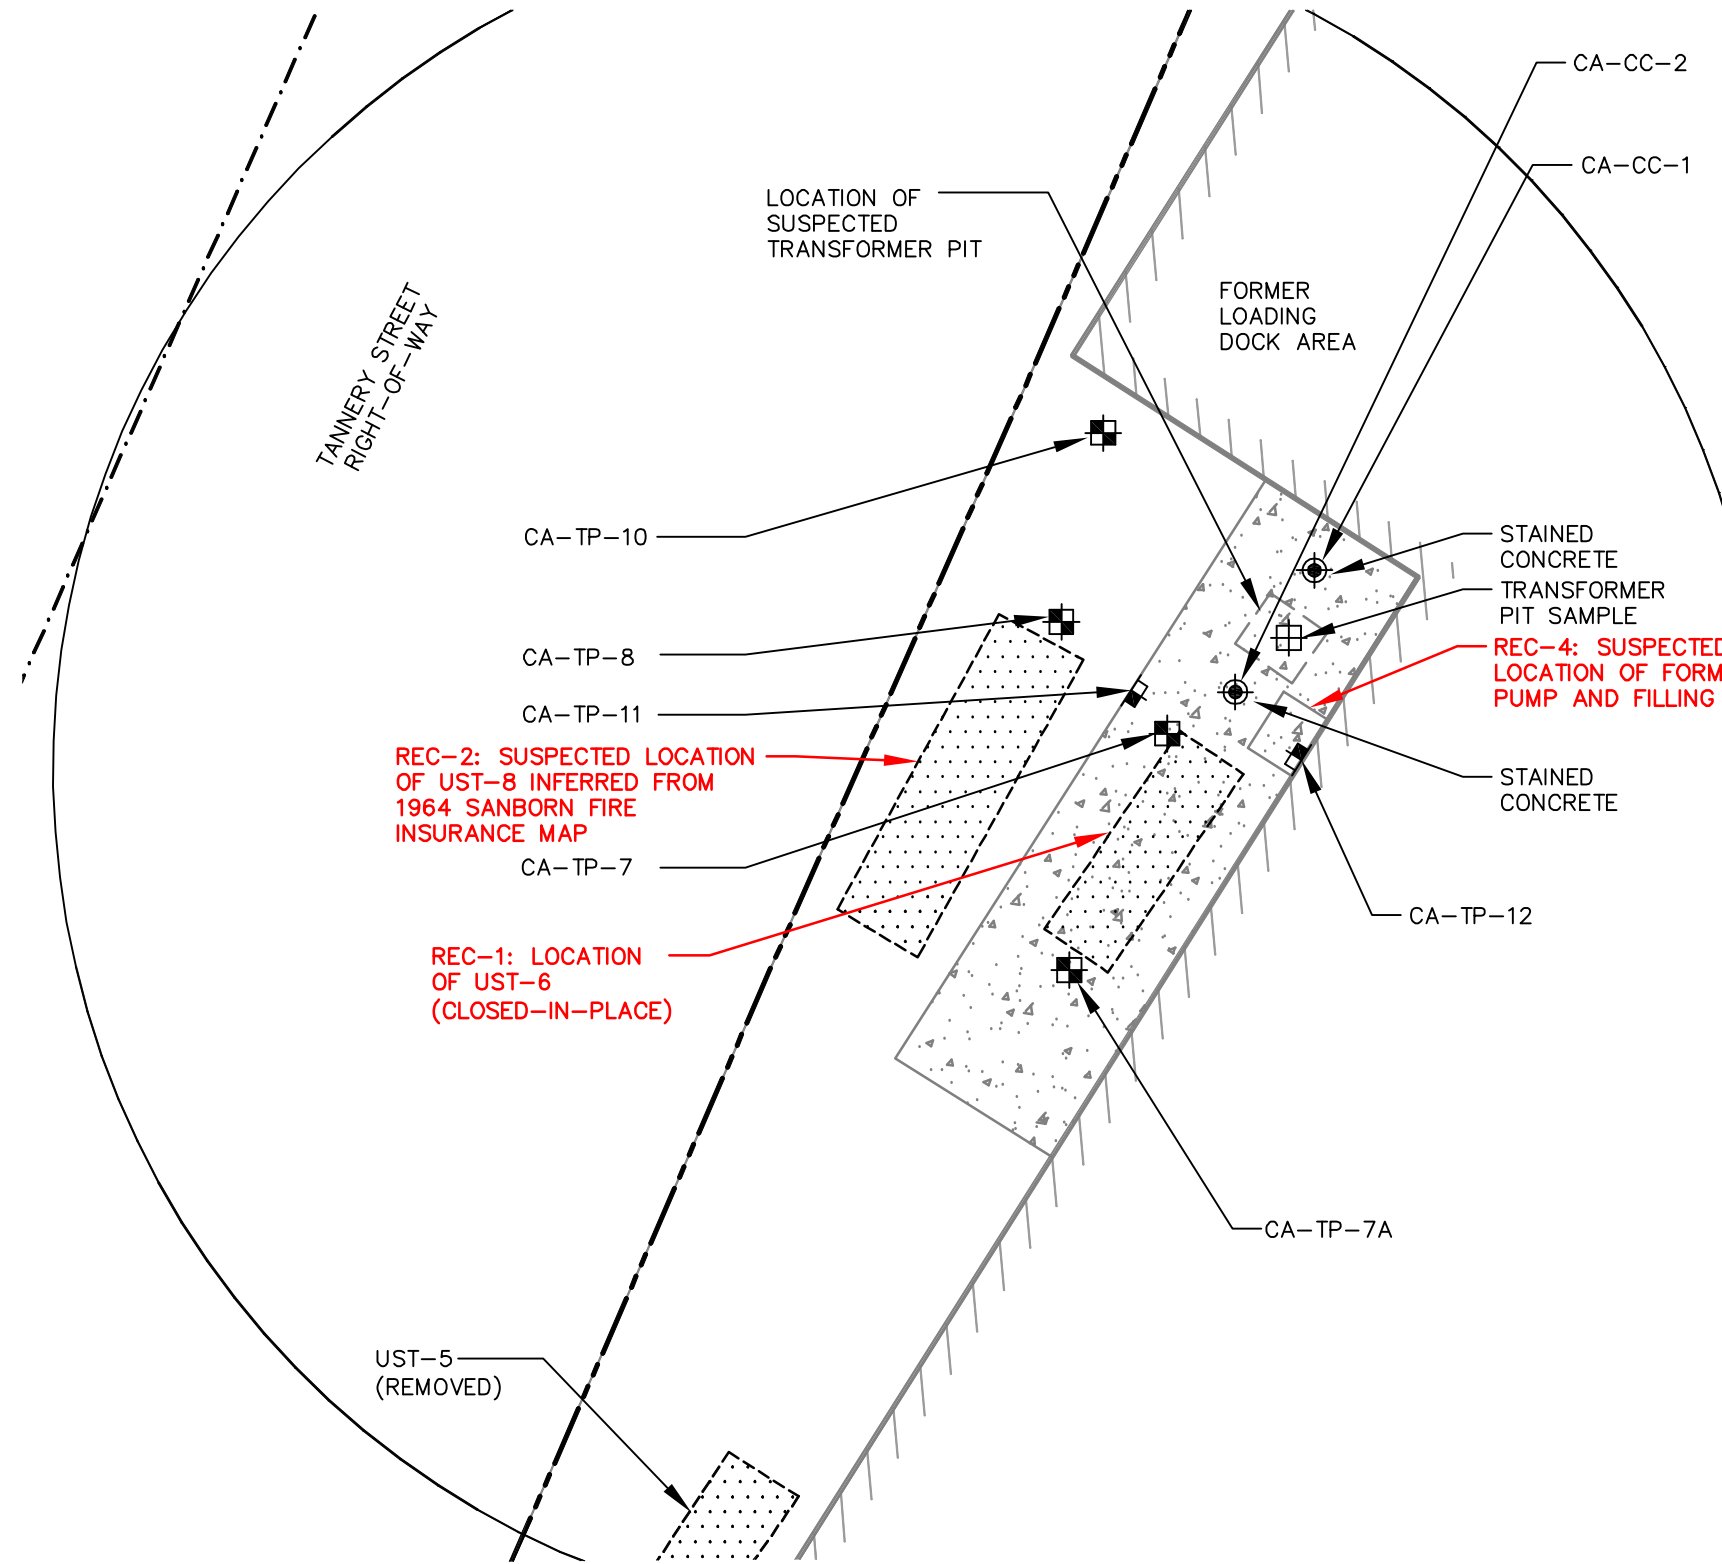 CA-CC-2
CA-CC-1
LOCATION OF
SUSPECTED
TRANSFORMER PIT
FORMER
LOADING
DOCK AREA
TANNERY STREET
RIGHT-OF-WAY
CA-TP-10
STAINED
CONCRETE
TRANSFORMER
PIT SAMPLE
CA-TP-8
REC-4: SUSPECTED
LOCATION OF FORM
PUMP AND FILLING
CA-TP-11
REC-2: SUSPECTED LOCATION
OF UST-8 INFERRED FROM
1964 SANBORN FIRE
INSURANCE MAP
STAINED
CONCRETE
CA-TP-7
CA-TP-12
REC-1: LOCATION
OF UST-6
(CLOSED-IN-PLACE)
CA-TP-7A
UST-5
(REMOVED)